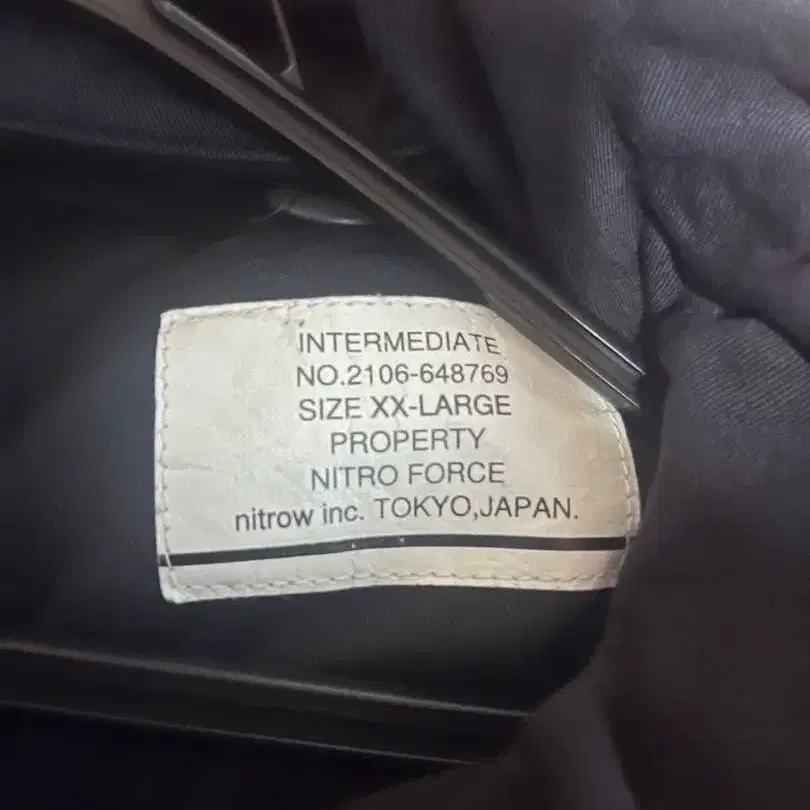 INTERMEDIATE
NO.2106-648769
SIZE XX-LARGE
PROPERTY
NITRO FORCE
nitrow inc. TOKYO,JAPAN.